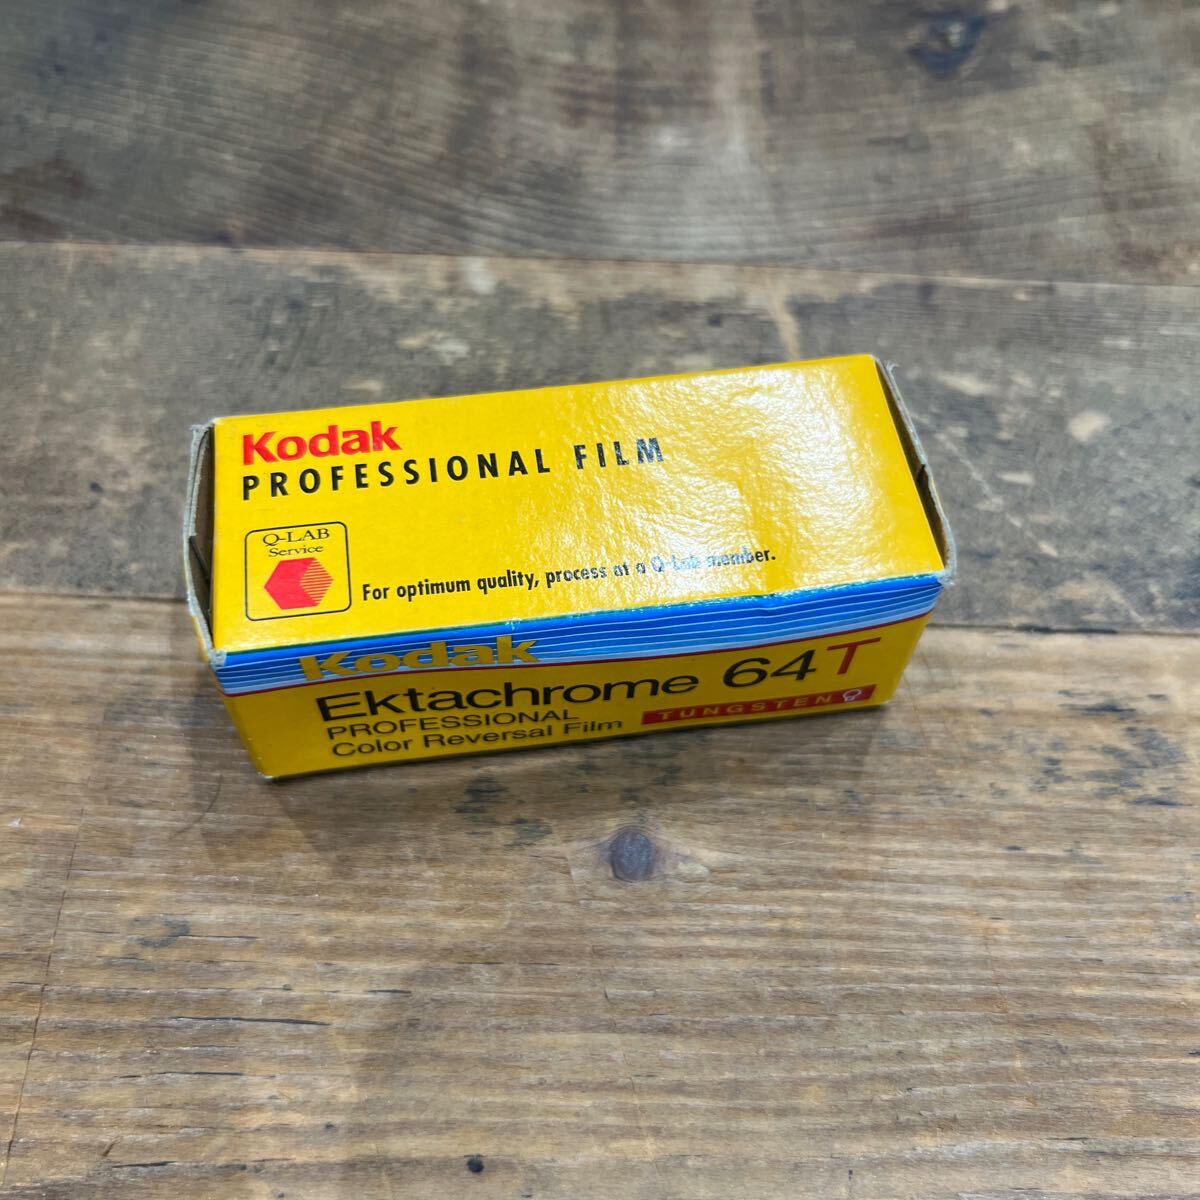 Kodak
PROFESSIONAL FILM
Q-LAB
Service
For optimum quality, process at a Q-Lab member.
Kodak
Ektachrome 64T
PROFESSIONAL
Color Reversal Film
TUNGSTEN